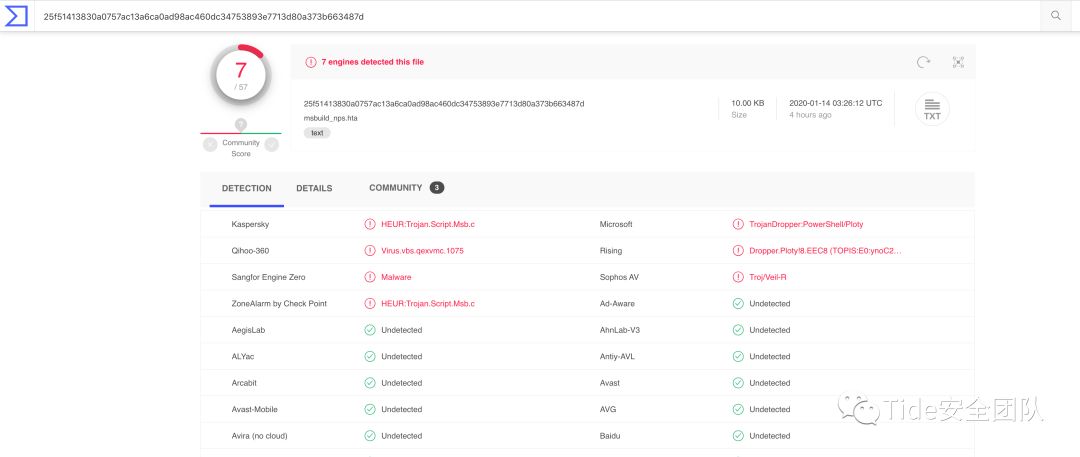 25f51413830a0757ac13a6ca0ad98ac460dc34753893e7713d80a373b663487d
7
/ 57
?
Community
Score
7 engines detected this file
25f51413830a0757ac13a6ca0ad98ac460dc34753893e7713d80a373b663487d
msbuild_nps.hta
text
10.00 KB
Size
2020-01-14 03:26:12 UTC
4 hours ago
TXT
DETECTION DETAILS COMMUNITY 3
Kaspersky HEUR:Trojan.Script.Msb.c Microsoft TrojanDropper:PowerShell/Ploty
Qihoo-360 Virus.vbs.qexvmc.1075 Rising Dropper.Ploty!8.EEC8 (TOPIS:E0:ynoC2...
Sangfor Engine Zero Malware Sophos AV Troj/Veil-R
ZoneAlarm by Check Point HEUR:Trojan.Script.Msb.c Ad-Aware Undetected
AegisLab Undetected AhnLab-V3 Undetected
ALYac Undetected Antiy-AVL Undetected
Arcabit Undetected Avast Undetected
Avast-Mobile Undetected AVG Undetected
Avira (no cloud) Undetected Baidu Undetected
Tide安全团队